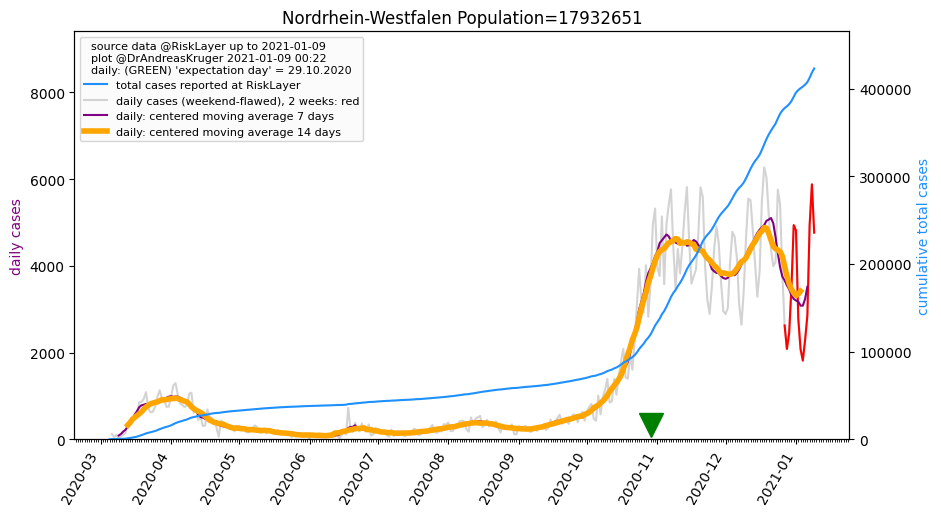 Nordrhein-Westfalen Population=17932651
source data @RiskLayer up to 2021-01-09
plot @DrAndreasKruger 2021-01-09 00:22
daily: (GREEN) 'expectation day' = 29.10.2020
total cases reported at RiskLayer
daily cases (weekend-flawed), 2 weeks: red
daily: centered moving average 7 days
daily: centered moving average 14 days
daily cases
8000
6000
4000
2000
0
cumulative total cases
400000
300000
200000
100000
0
2020-03
2020-04
2020-05
2020-06
2020-07
2020-08
2020-09
2020-10
2020-11
2020-12
2021-01